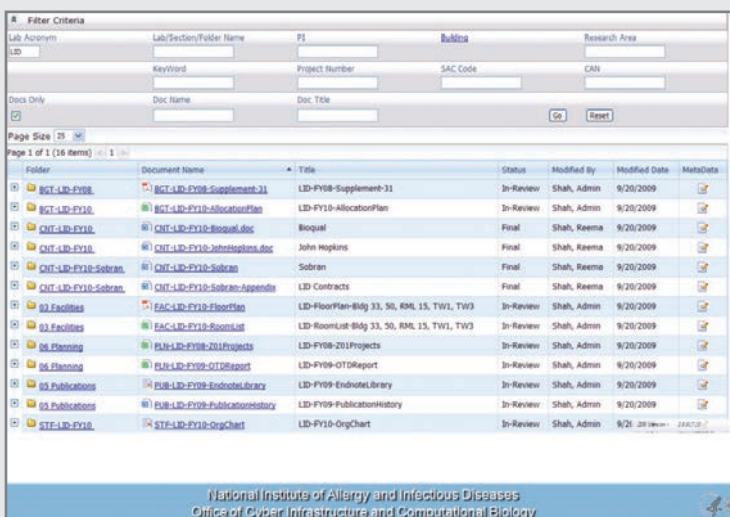 Filter Criteria
Lab Acronym Lab/Section/Folder Name PI Building Research Area
LID
KeyWord Project Number SAC Code CAN
Docs Only Doc Name Doc Title
Go Reset
Page Size 25
Page 1 of 1 (16 items) 1
Folder Document Name Title Status Modified By Modified Date MetaData
BGT-LID-FY08 BGT-LID-FY08-Supplement-31 LID-FY08-Supplement-31 In-Review Shah, Admin 9/20/2009
BGT-LID-FY10 BGT-LID-FY10-AllocationPlan LID-FY10-AllocationPlan In-Review Shah, Admin 9/20/2009
CNT-LID-FY10 CNT-LID-FY10-Bioqual.doc Bioqual Final Shah, Reema 9/20/2009
CNT-LID-FY10 CNT-LID-FY10-JohnHopkins.doc John Hopkins Final Shah, Reema 9/20/2009
CNT-LID-FY10-Sobran CNT-LID-FY10-Sobran Sobran Final Shah, Reema 9/20/2009
CNT-LID-FY10-Sobran CNT-LID-FY10-Sobran-Appendix LID Contracts Final Shah, Reema 9/20/2009
03 Facilities FAC-LID-FY10-FloorPlan LID-FloorPlan-Bldg 33, 50, RML 15, TW1, TW3 In-Review Shah, Admin 9/20/2009
03 Facilities FAC-LID-FY10-RoomList LID-RoomList-Bldg 33, 50, RML 15, TW1, TW3 In-Review Shah, Admin 9/20/2009
06 Planning PLN-LID-FY08-Z01Projects LID-FY08-Z01Projects In-Review Shah, Admin 9/20/2009
06 Planning PLN-LID-FY09-OTDReport LID-FY09-OTDReport In-Review Shah, Admin 9/20/2009
05 Publications PUB-LID-FY09-EndnoteLibrary LID-FY09-EndnoteLibrary In-Review Shah, Admin 9/20/2009
05 Publications PUB-LID-FY09-PublicationHistory LID-FY09-PublicationHistory In-Review Shah, Admin 9/20/2009
STF-LID-FY10 STF-LID-FY10-OrgChart LID-FY10-OrgChart In-Review Shah, Admin
National Institute of Allergy and Infectious Diseases
Office of Cyber Infrastructure and Computational Biology